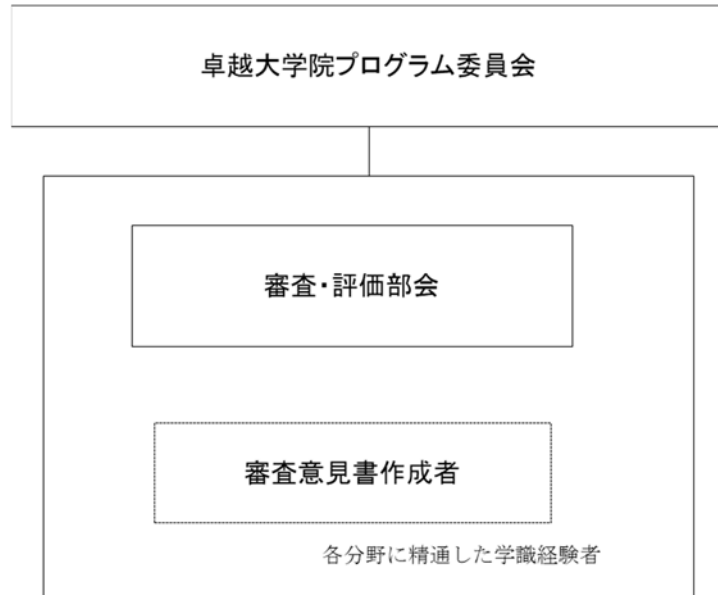 卓越大学院プログラム委員会
審査・評価部会
審査意見書作成者
各分野に精通した学識経験者